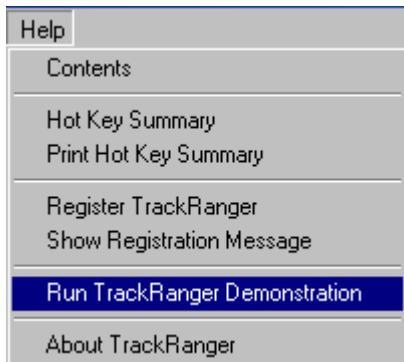 Help
Contents
Hot Key Summary
Print Hot Key Summary
Register TrackRanger
Show Registration Message
Run TrackRanger Demonstration
About TrackRanger